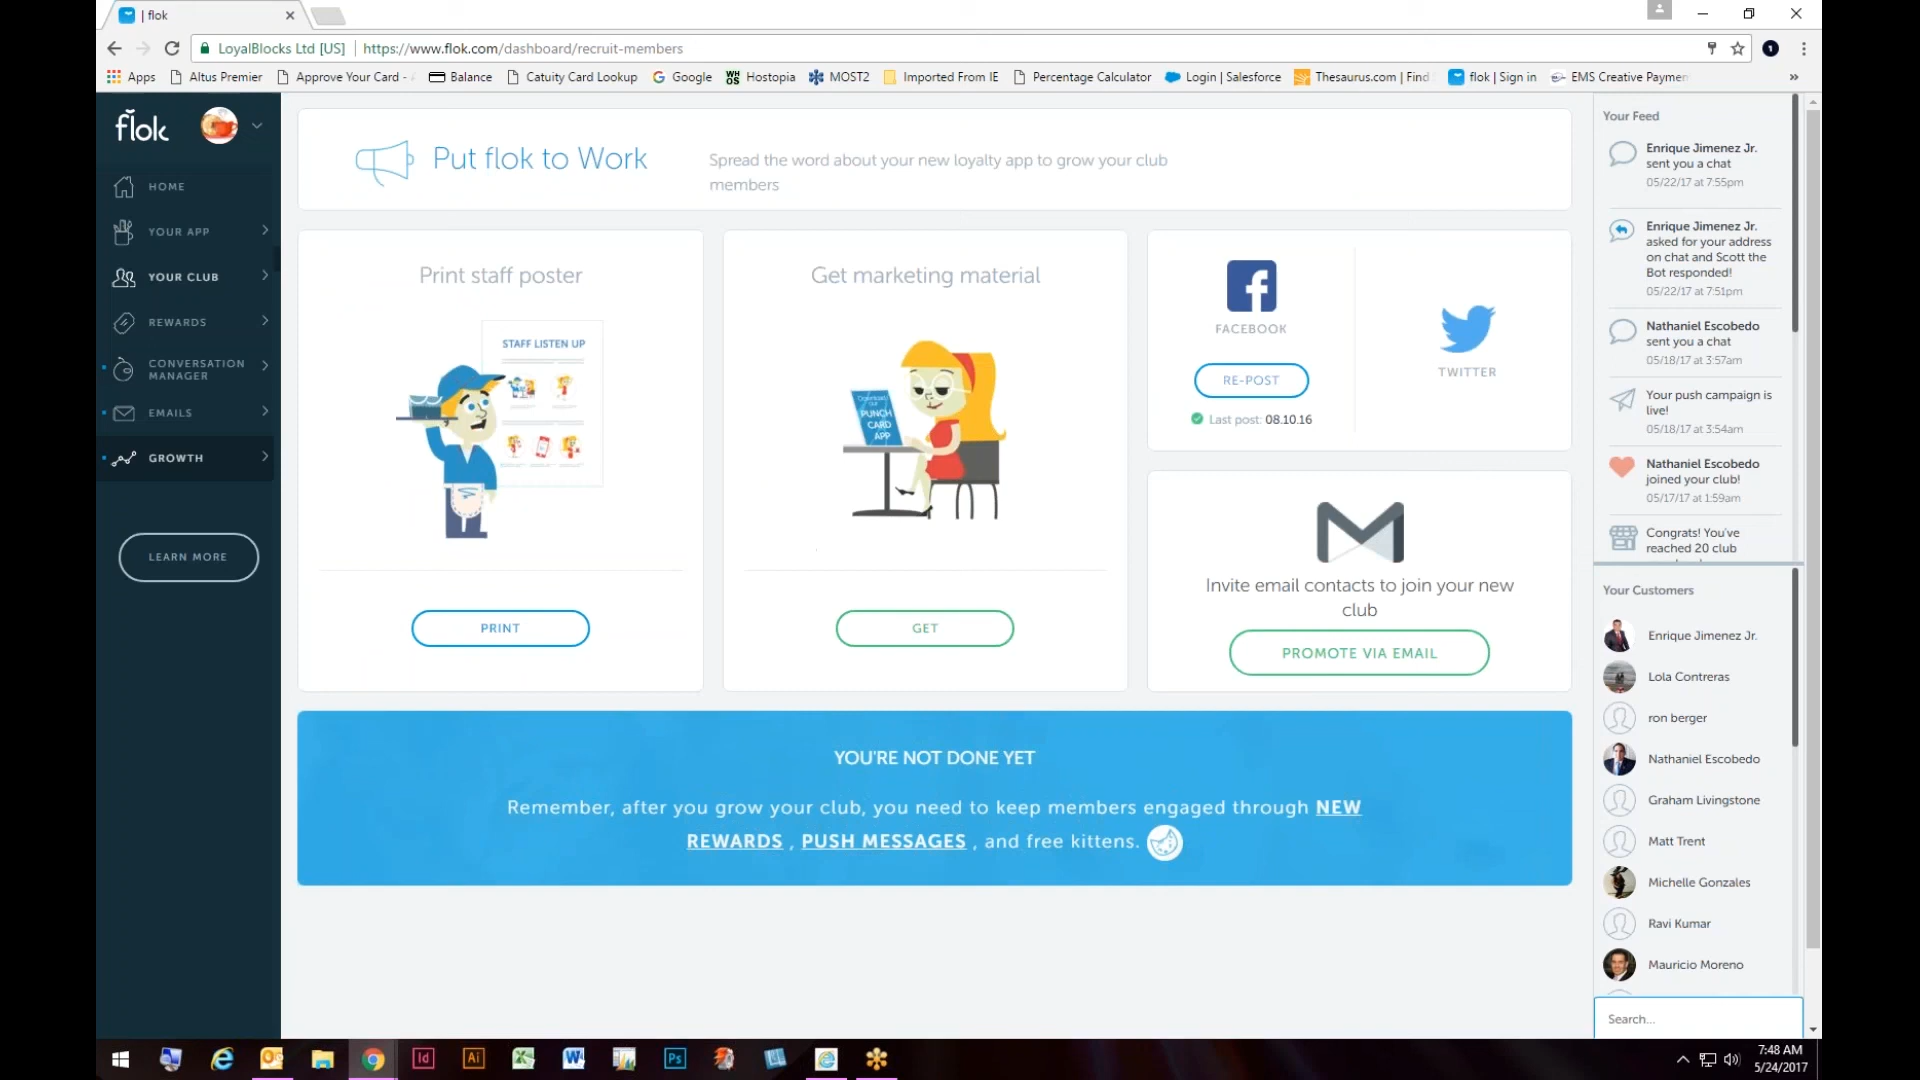 | flok
LoyalBlocks Ltd [US]
https://www.flok.com/dashboard/recruit-members
Apps
Altus Premier
Approve Your Card -
Balance
Catuity Card Lookup
Google
Hostopia
MOST2
Imported From IE
Percentage Calculator
Login | Salesforce
Thesaurus.com | Find
flok | Sign in
EMS Creative Paymen
»
flok
HOME
YOUR APP
YOUR CLUB
REWARDS
CONVERSATION
MANAGER
EMAILS
GROWTH
LEARN MORE
Put flok to Work
Spread the word about your new loyalty app to grow your club
members
Print staff poster
STAFF LISTEN UP
PRINT
Get marketing material
Download
our
PUNCH
CARD
APP
GET
FACEBOOK
RE-POST
Last post: 08.10.16
TWITTER
Invite email contacts to join your new
club
PROMOTE VIA EMAIL
YOU'RE NOT DONE YET
Remember, after you grow your club, you need to keep members engaged through NEW
REWARDS , PUSH MESSAGES , and free kittens.
Your Feed
Enrique Jimenez Jr.
sent you a chat
05/22/17 at 7:55pm
Enrique Jimenez Jr.
asked for your address
on chat and Scott the
Bot responded!
05/22/17 at 7:51pm
Nathaniel Escobedo
sent you a chat
05/18/17 at 3:57am
Your push campaign is
live!
05/18/17 at 3:54am
Nathaniel Escobedo
joined your club!
05/17/17 at 1:59am
Congrats! You've
reached 20 club
Your Customers
Enrique Jimenez Jr.
Lola Contreras
ron berger
Nathaniel Escobedo
Graham Livingstone
Matt Trent
Michelle Gonzales
Ravi Kumar
Mauricio Moreno
Search...
7:48 AM
5/24/2017